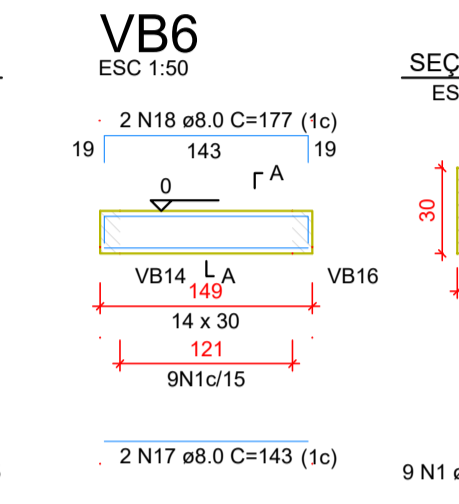 VB6
ESC 1:50
SEÇ
ES
2 N18 ø8.0 C=177 (1c)
19 143 19
0
A
30
VB14 A VB16
149
14 x 30
121
9N1c/15
2 N17 ø8.0 C=143 (1c)
9 N1 ø